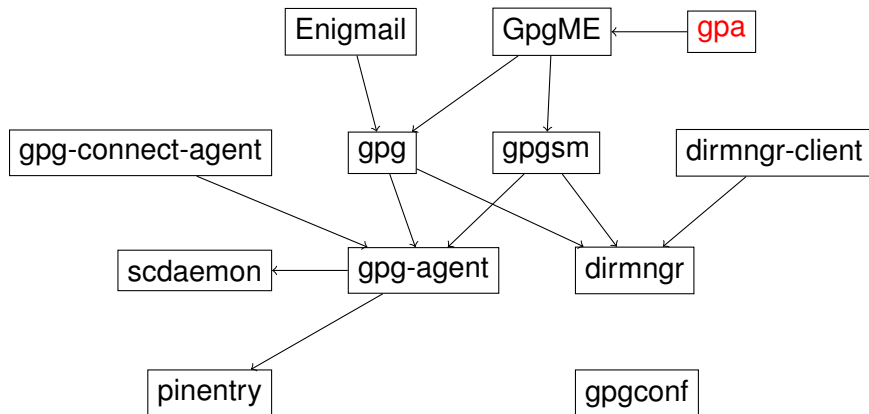 Enigmail
GpgME
gpa
gpg-connect-agent
gpg
gpgsm
dirmngr-client
scdaemon
gpg-agent
dirmngr
pinentry
gpgconf